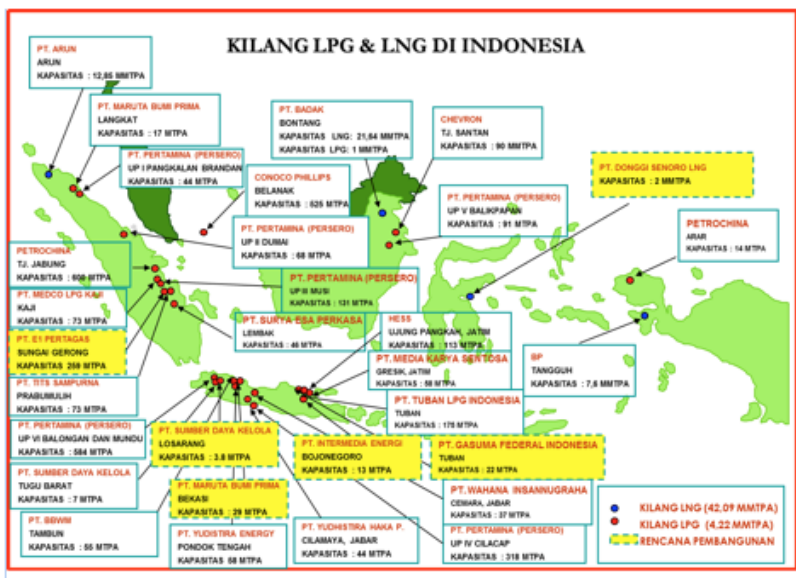 KILANG LPG & LNG DI INDONESIA
PT. ARUN
ARUN
KAPASITAS : 12,85 MMTPA
PT. MARUTA BUMI PRIMA
LANGKAT
KAPASITAS : 17 MTPA
PT. PERTAMINA (PERSERO)
UP I PANGKALAN BRANDAN
KAPASITAS : 44 MTPA
CONOCO PHILLIPS
BELANAK
KAPASITAS : 525 MTPA
PT. BADAK
BONTANG
KAPASITAS LNG: 21,64 MMTPA
KAPASITAS LPG: 1 MMTPA
CHEVRON
TJ. SANTAN
KAPASITAS : 90 MMTPA
PT. DONGGI SENORO LNG
KAPASITAS : 2 MMTPA
PT. PERTAMINA (PERSERO)
UP V BALIKPAPAN
KAPASITAS : 91 MTPA
PETROCHINA
ARAR
KAPASITAS : 14 MTPA
PT. PERTAMINA (PERSERO)
UP II DUMAI
KAPASITAS : 68 MTPA
PETROCHINA
TJ. JABUNG
KAPASITAS : 600 MTPA
PT. PERTAMINA (PERSERO)
UP III MUSI
KAPASITAS : 131 MTPA
PT. MEDCO LPG KAJI
KAJI
KAPASITAS : 73 MTPA
PT. SURYA ESA PERKASA
LEMBAK
KAPASITAS : 46 MTPA
HESS
UJUNG PANGKAH, JATIM
KAPASITAS : 113 MTPA
PT. E1 PERTAGAS
SUNGAI GERONG
KAPASITAS 259 MTPA
PT. MEDIA KARYA SENTOSA
GRESIK, JATIM
KAPASITAS : 58 MTPA
BP
TANGGUH
KAPASITAS : 7,6 MMTPA
PT. TITIS SAMPURNA
PRABUMULIH
KAPASITAS : 73 MTPA
PT. TUBAN LPG INDONESIA
TUBAN
KAPASITAS : 175 MTPA
PT. PERTAMINA (PERSERO)
UP VI BALONGAN DAN MUNDU
KAPASITAS : 584 MTPA
PT. SUMBER DAYA KELOLA
LOSARANG
KAPASITAS : 3.8 MTPA
PT. INTERMEDIA ENERGI
BOJONEGORO
KAPASITAS : 13 MTPA
PT. GASUMA FEDERAL INDONESIA
TUBAN
KAPASITAS : 22 MTPA
PT. SUMBER DAYA KELOLA
TUGU BARAT
KAPASITAS : 7 MTPA
PT. MARUTA BUMI PRIMA
BEKASI
KAPASITAS : 29 MTPA
PT. WAHANA INSANNUGRAHA
CEMARA, JABAR
KAPASITAS : 37 MTPA
PT. BBWM
TAMBUN
KAPASITAS : 55 MTPA
PT. YUDISTIRA ENERGY
PONDOK TENGAH
KAPASITAS 58 MTPA
PT. YUDHISTIRA HAKA P.
CILAMAYA, JABAR
KAPASITAS : 44 MTPA
PT. PERTAMINA (PERSERO)
UP IV CILACAP
KAPASITAS : 318 MTPA
KILANG LNG (42,09 MMTPA)
KILANG LPG (4,22 MMTPA)
RENCANA PEMBANGUNAN